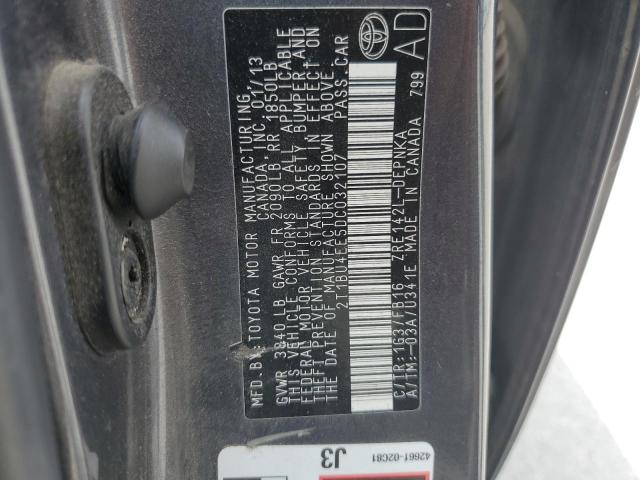 MFD.BY:TOYOTA MOTOR MANUFACTURING
CANADA, INC. 01/13
GVWR 3840LB GAWR FR 2090LB RR 1850LB
THIS VEHICLE CONFORMS TO ALL APPLICABLE
FEDERAL MOTOR VEHICLE SAFETY, BUMPER, AND
THEFT PREVENTION STANDARDS IN EFFECT ON
THE DATE OF MANUFACTURE SHOWN ABOVE.
2T1BU4EE5DC032107 PASS.CAR
C/TR:1G3/FB16 ZRE142L-DEPNKA
A/TM:-03A/U341E MADE IN CANADA 799
AD
42661-02C81
J3